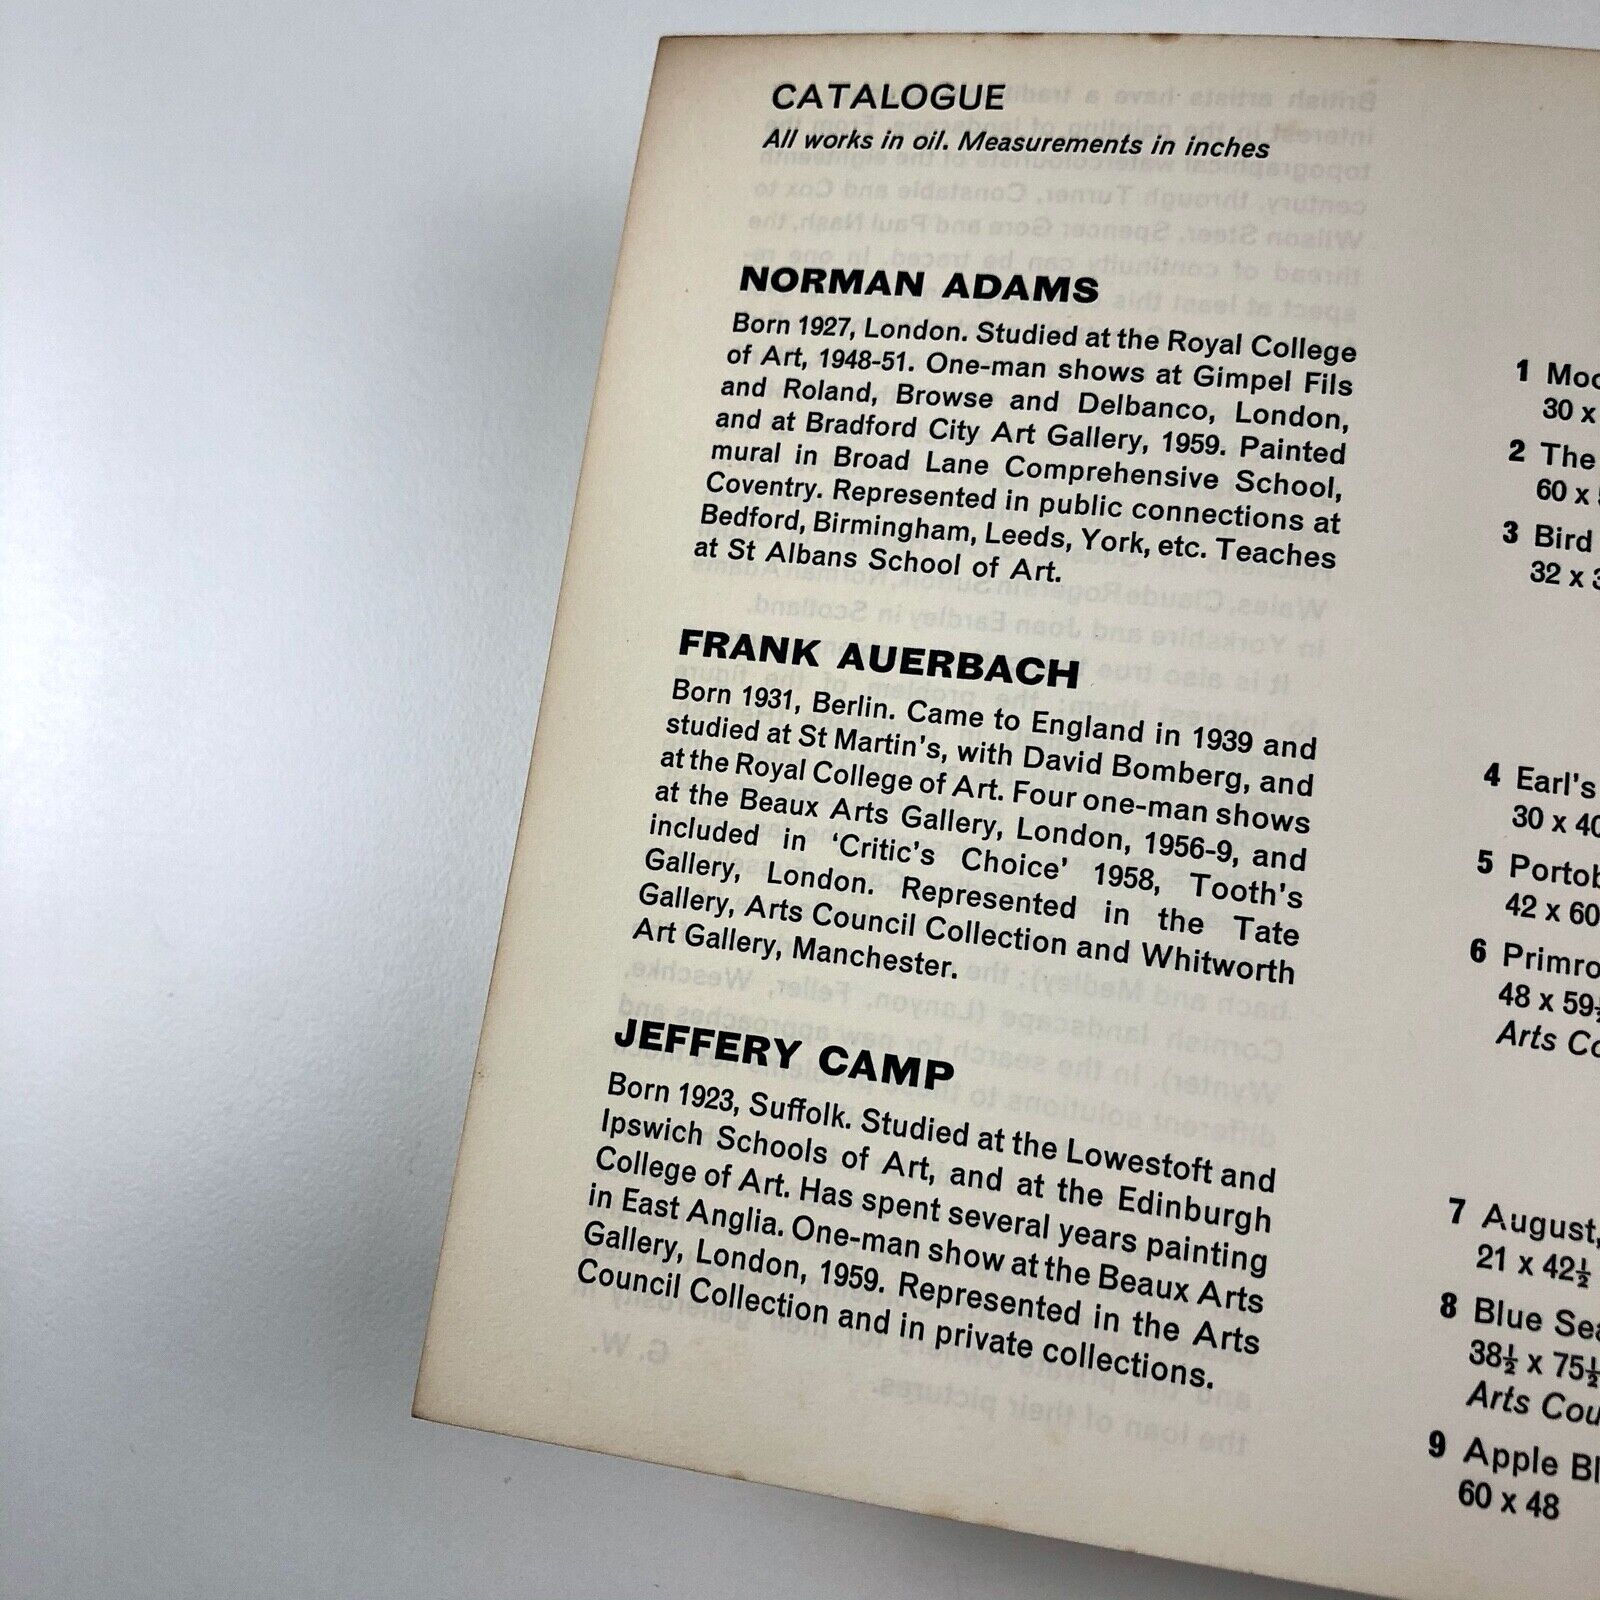 CATALOGUE
All works in oil. Measurements in inches
NORMAN ADAMS
Born 1927, London. Studied at the Royal College
of Art, 1948-51. One-man shows at Gimpel Fils
and Roland, Browse and Delbanco, London,
and at Bradford City Art Gallery, 1959. Painted
mural in Broad Lane Comprehensive School,
Coventry. Represented in public connections at
Bedford, Birmingham, Leeds, York, etc. Teaches
at St Albans School of Art.
FRANK AUERBACH
Born 1931, Berlin. Came to England in 1939 and
studied at St Martin's, with David Bomberg, and
at the Royal College of Art. Four one-man shows
at the Beaux Arts Gallery, London, 1956-9, and
included in ‘Critic's Choice’ 1958, Tooth's
Gallery, London. Represented in the Tate
Gallery, Arts Council Collection and Whitworth
Art Gallery, Manchester.
JEFFERY CAMP
Born 1923, Suffolk. Studied at the Lowestoft and
Ipswich Schools of Art, and at the Edinburgh
College of Art. Has spent several years painting
in East Anglia. One-man show at the Beaux Arts
Gallery, London, 1959. Represented in the Arts
Council Collection and in private collections.
1
30 x
2 The
60 x
3 Bird
32 x
4 Earl's
30 x 40
5
42 x 60
6
48 x 59½
Arts
7 August,
21 x 42½
8 Blue
38½ x 75½
Arts
9 Apple
60 x 48